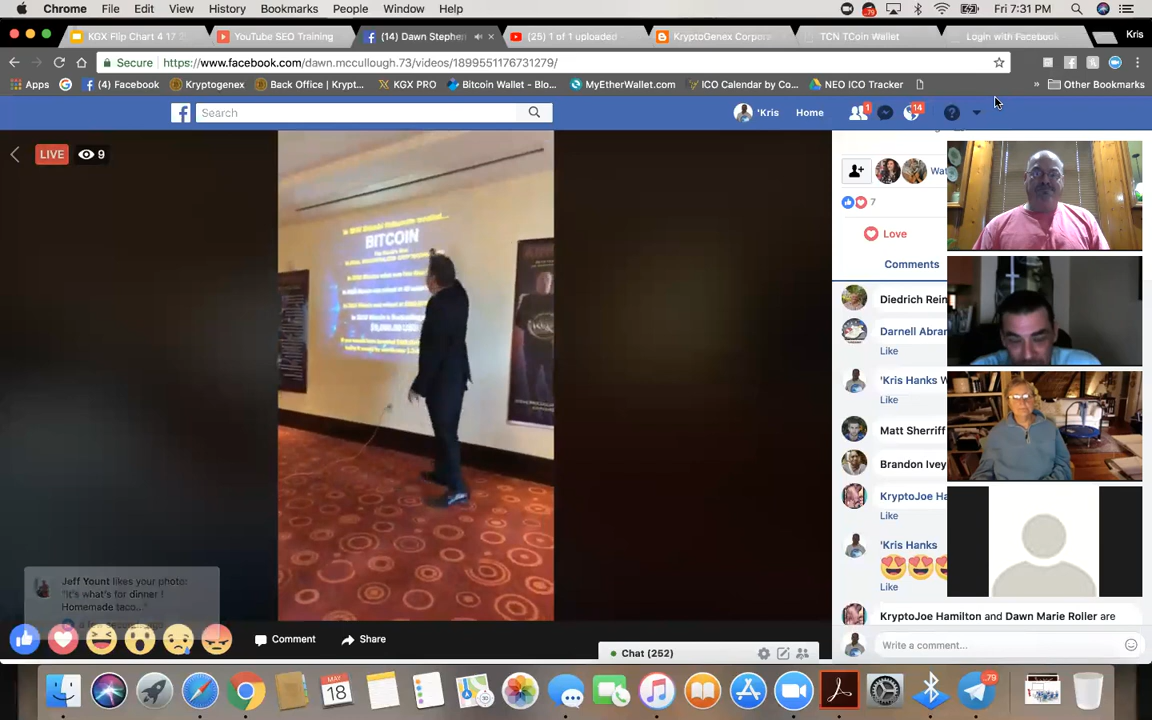 Chrome File Edit View History Bookmarks People Window Help
Fri 7:31 PM
KGX Flip Chart 4 17 2
YouTube SEO Training
(14) Dawn Stephen
(25) 1 of 1 uploaded
KryptoGenex Corpora
TCN TCoin Wallet
Login with Facebook
Kris
Secure https://www.facebook.com/dawn.mccullough.73/videos/1899551176731279/
Apps
(4) Facebook
Kryptogenex
Back Office | Krypt...
KGX PRO
Bitcoin Wallet - Blo...
MyEtherWallet.com
ICO Calendar by Co...
NEO ICO Tracker
» Other Bookmarks
Search
'Kris Home
1
14
LIVE 9
BITCOIN
Wat
7
Love
Comments
Diedrich Rein
Darnell Abra
Like
'Kris Hanks W
Like
Matt Sherriff
Brandon Ivey
KryptoJoe Ha
Like
'Kris Hanks
Like
KryptoJoe Hamilton and Dawn Marie Roller are
Jeff Yount likes your photo:
"It's what's for dinner !
Homemade taco..."
Comment Share
Chat (252)
Write a comment...
MAY
18
79